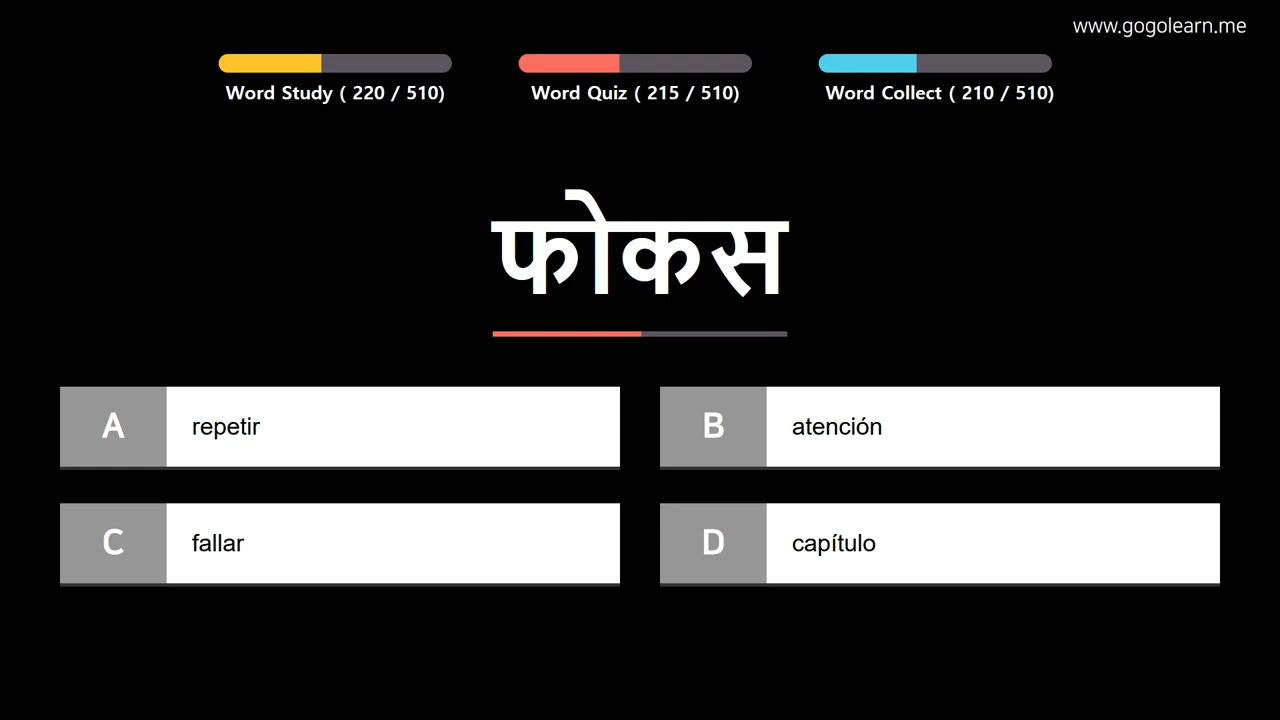 www.gogolearn.me
Word Study ( 220 / 510)
Word Quiz ( 215 / 510)
Word Collect ( 210 / 510)
फोकस
A
repetir
B
atención
C
fallar
D
capítulo